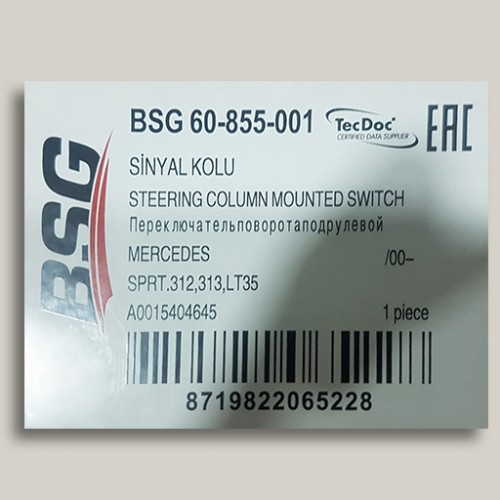 BSG
BSG 60-855-001
TecDoc
CERTIFIED DATA SUPPLIER
EAC
SİNYAL KOLU
STEERING COLUMN MOUNTED SWITCH
Переключательповоротаподрулевой
MERCEDES /00–
SPRT.312,313,LT35
A0015404645 1 piece
8719822065228